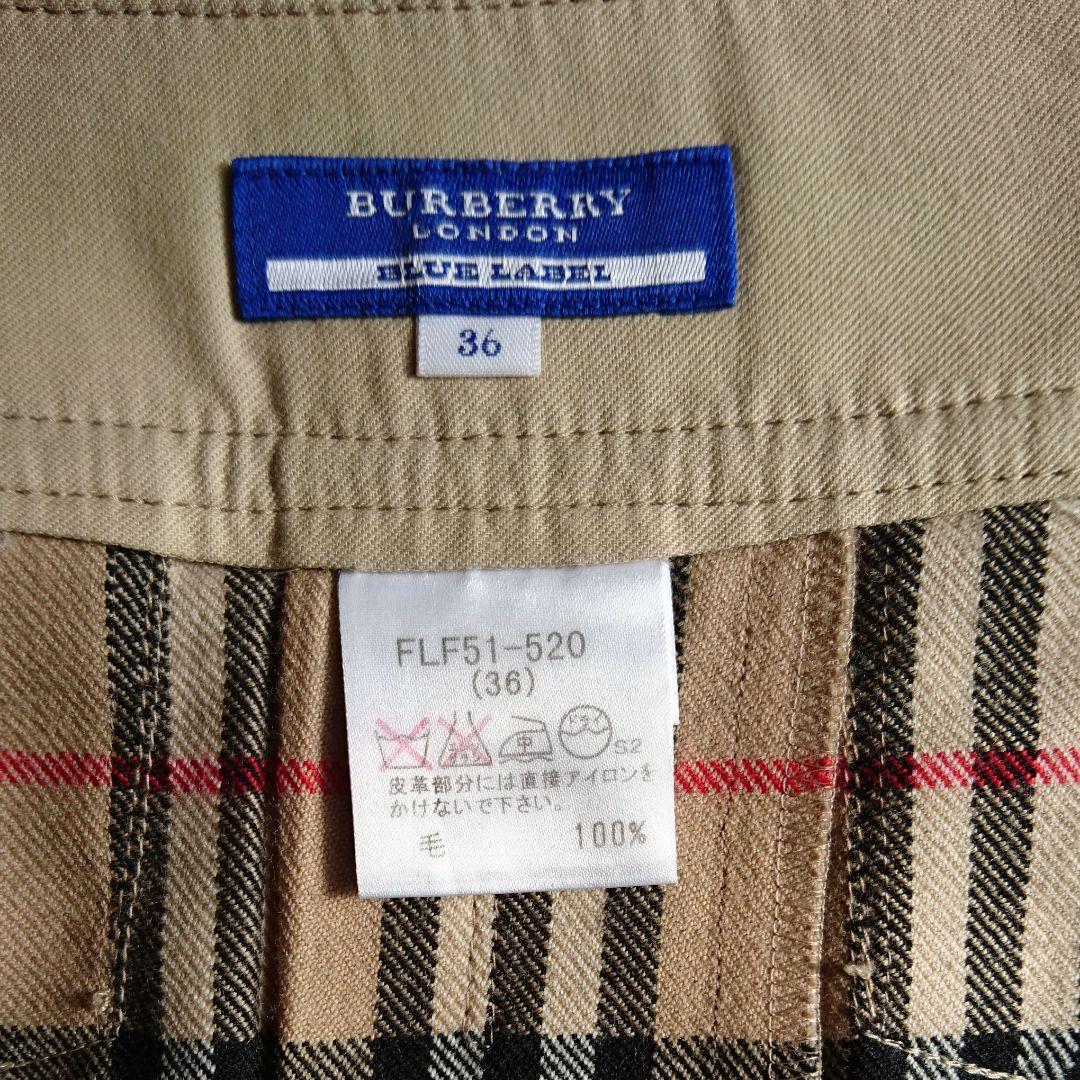 BURBERRY
LONDON
BLUE LABEL
36
FLF51-520
(36)
中 S2
皮革部分には直接アイロンを
かけないで下さい。
毛 100%